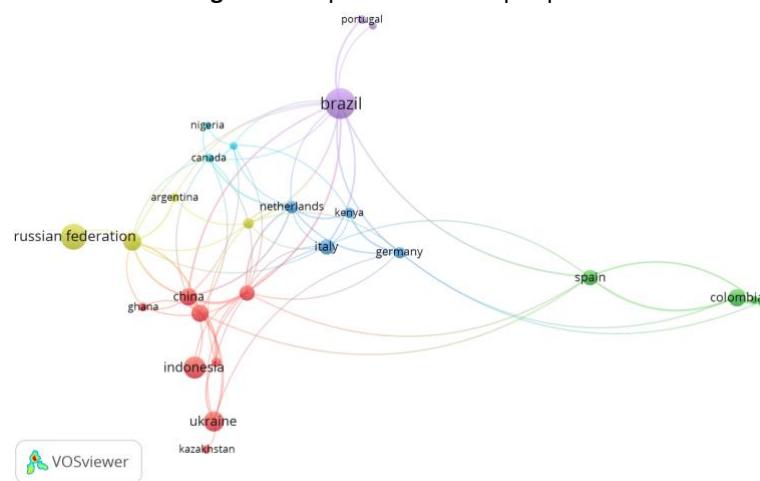 portugal
brazil
nigeria
canada
argentina
netherlands
kenya
russian federation
italy
germany
spain
china
colombia
ghana
indonesia
ukraine
kazakhstan
VOSviewer